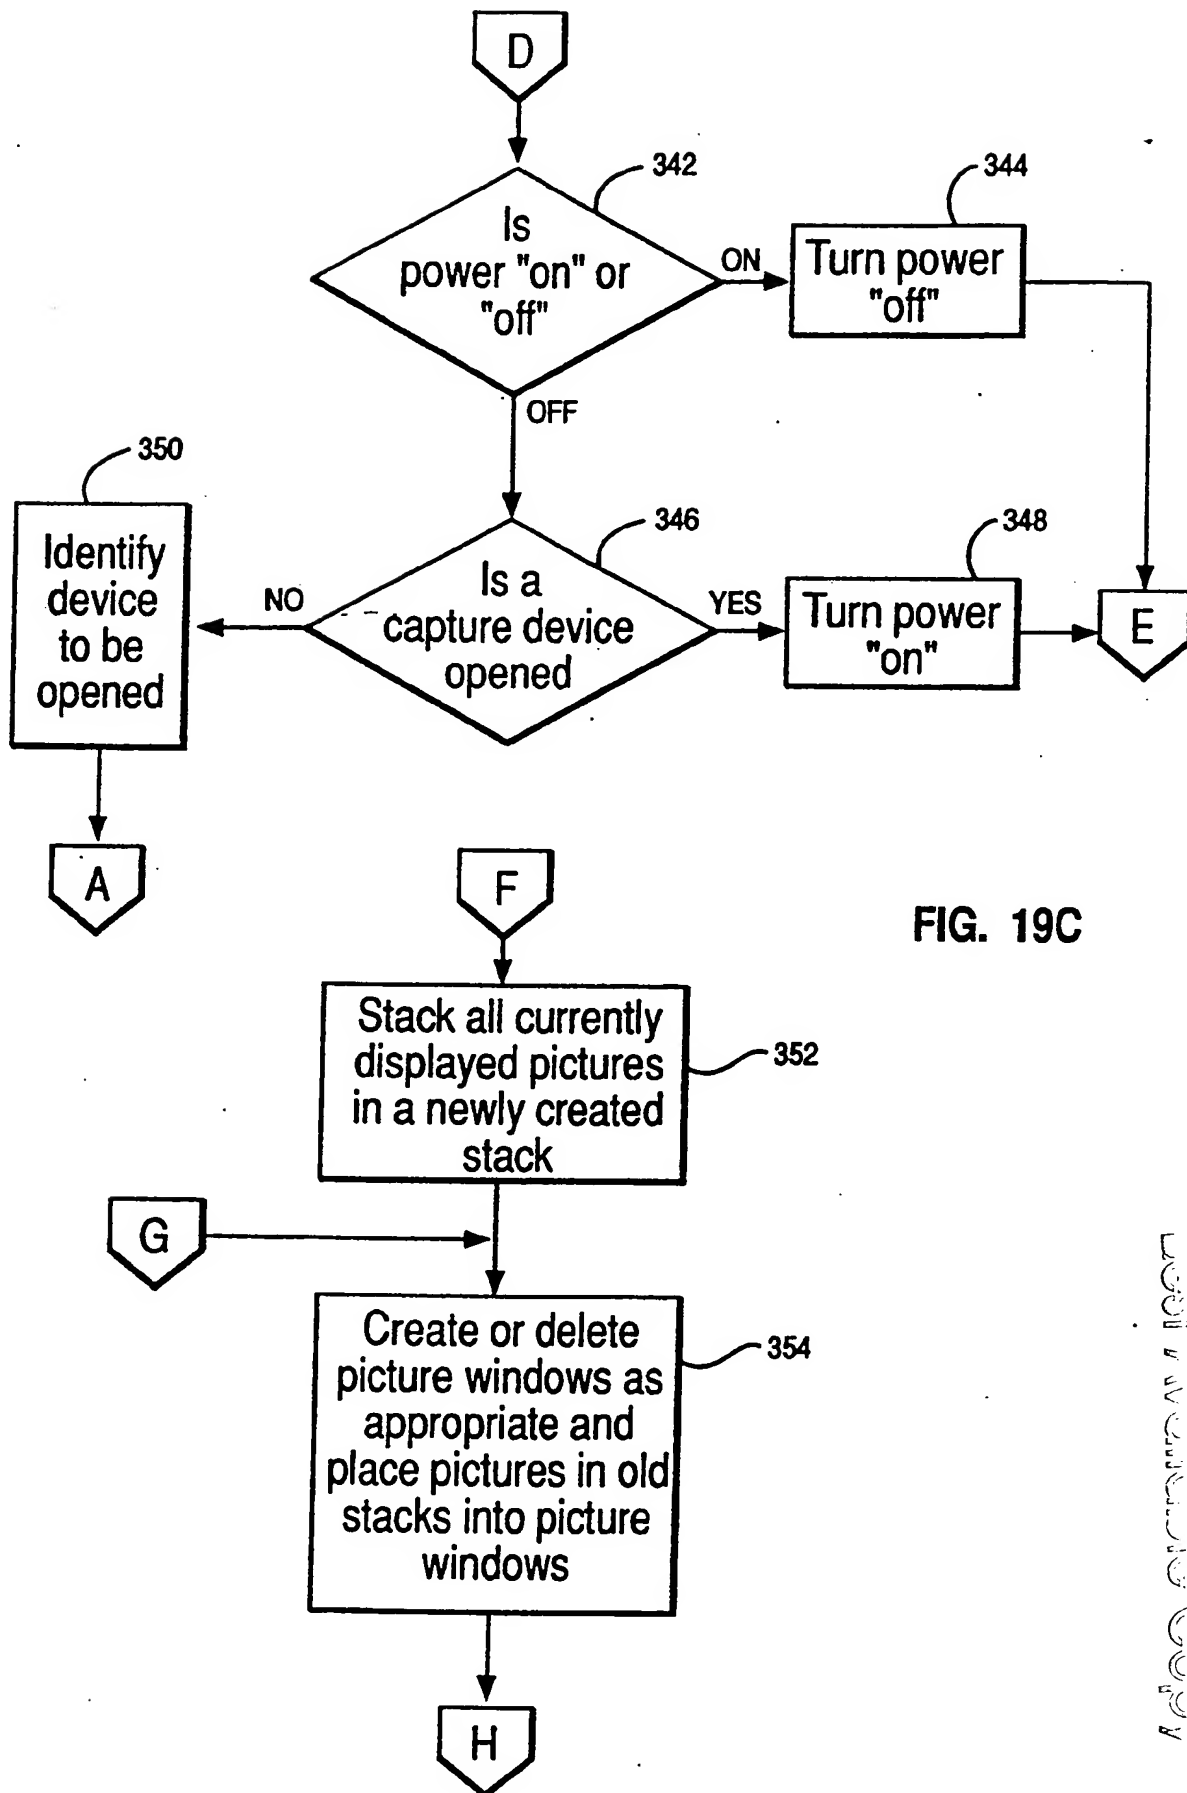 D
342
344
Is
power "on" or
"off"
ON
Turn power
"off"
OFF
350
346
348
Identify
device
to be
opened
NO
Is a
capture device
opened
YES
Turn power
"on"
E
A
F
FIG. 19C
Stack all currently
displayed pictures
in a newly created
stack
352
G
Create or delete
picture windows as
appropriate and
place pictures in old
stacks into picture
windows
354
H